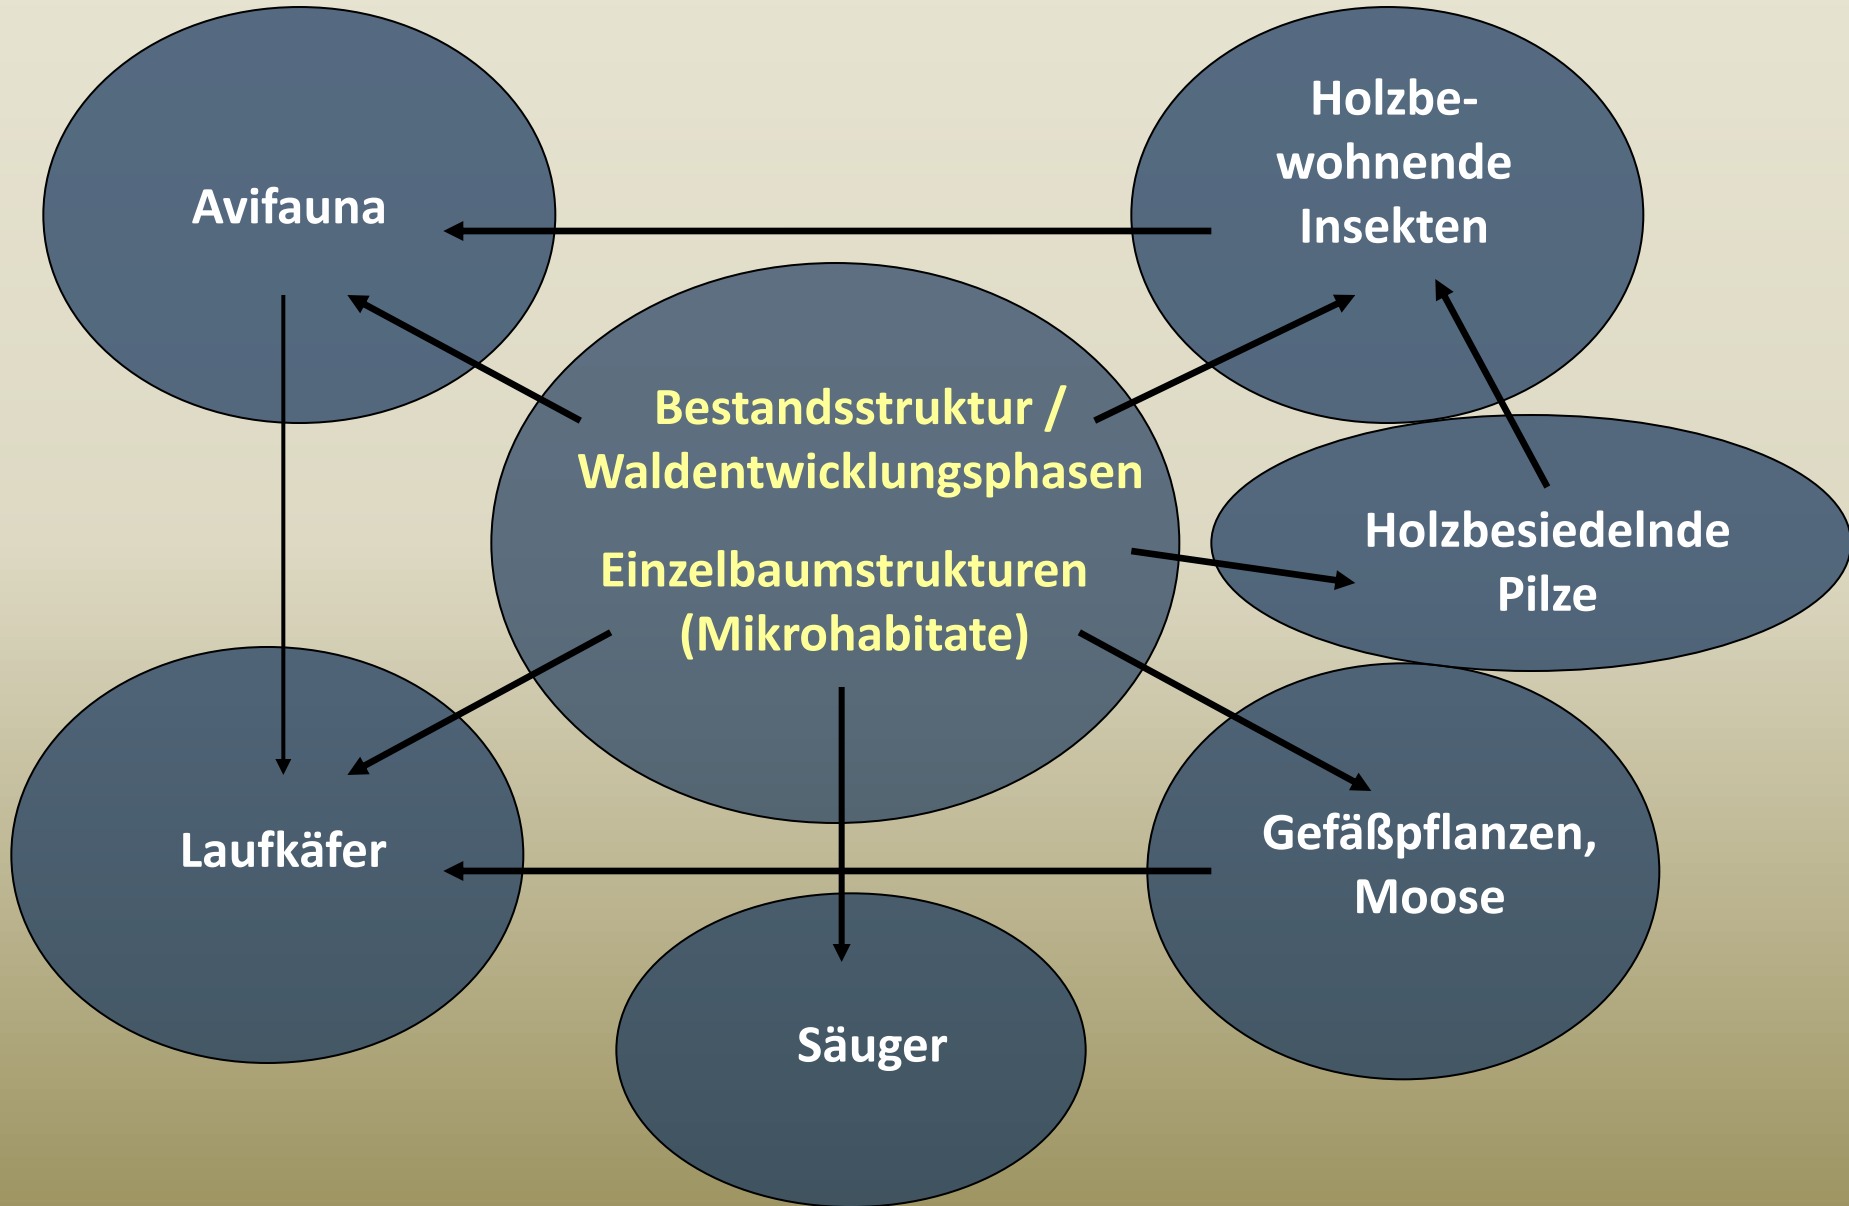 Avifauna
Holzbe-
wohnende
Insekten
Bestandsstruktur /
Waldentwicklungsphasen
Einzelbaumstrukturen
(Mikrohabitate)
Holzbesiedelnde
Pilze
Laufkäfer
Gefäßpflanzen,
Moose
Säuger